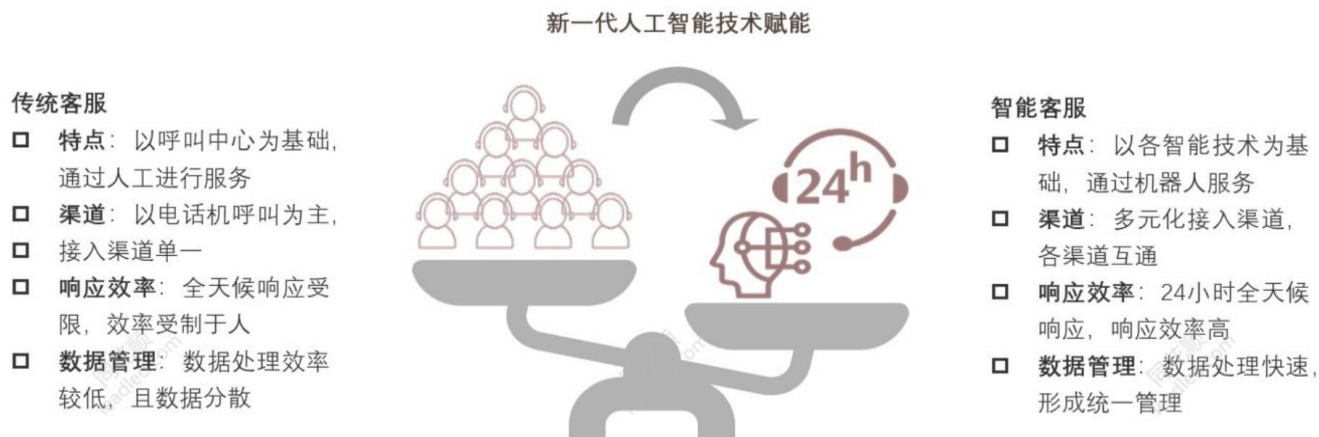 新一代人工智能技术赋能
传统客服
特点：以呼叫中心为基础，
通过人工进行服务
渠道：以电话机呼叫为主，
接入渠道单一
响应效率：全天候响应受
限，效率受制于人
数据管理：数据处理效率
较低，且数据分散
24h
智能客服
特点：以各智能技术为基
础，通过机器人服务
渠道：多元化接入渠道，
各渠道互通
响应效率：24小时全天候
响应，响应效率高
数据管理：数据处理快速，
形成统一管理